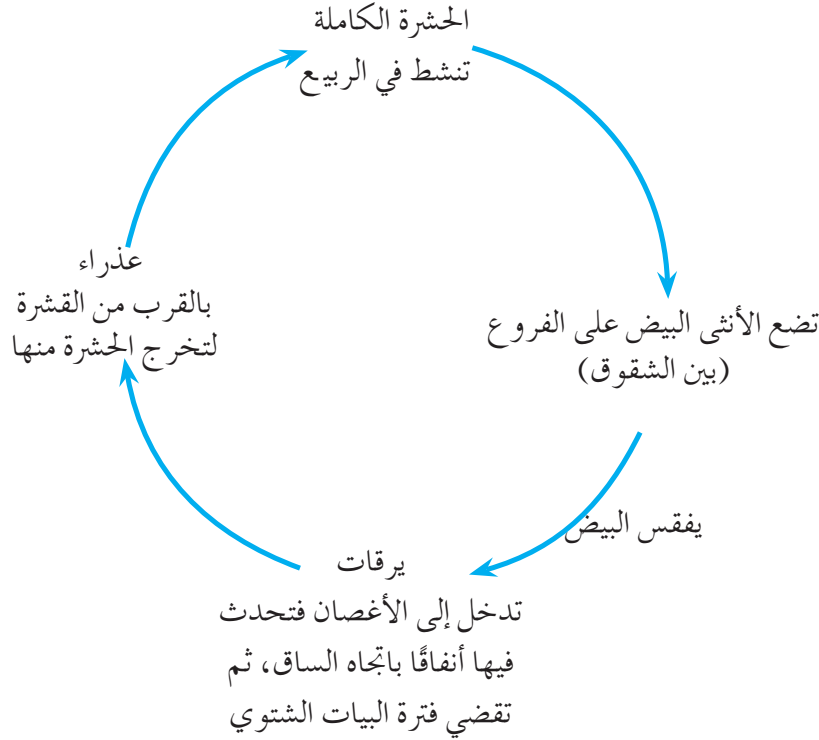 الحشرة الكاملة
تنشط في الربيع
تضع الأنثى البيض على الفروع
(بين الشقوق)
يفقس البيض
يرقات
تدخل إلى الأغصان فتحدث
فيها أنفاقًا باتجاه الساق، ثم
تقضي فترة البيات الشتوي
عذراء
بالقرب من القشرة
لتخرج الحشرة منها